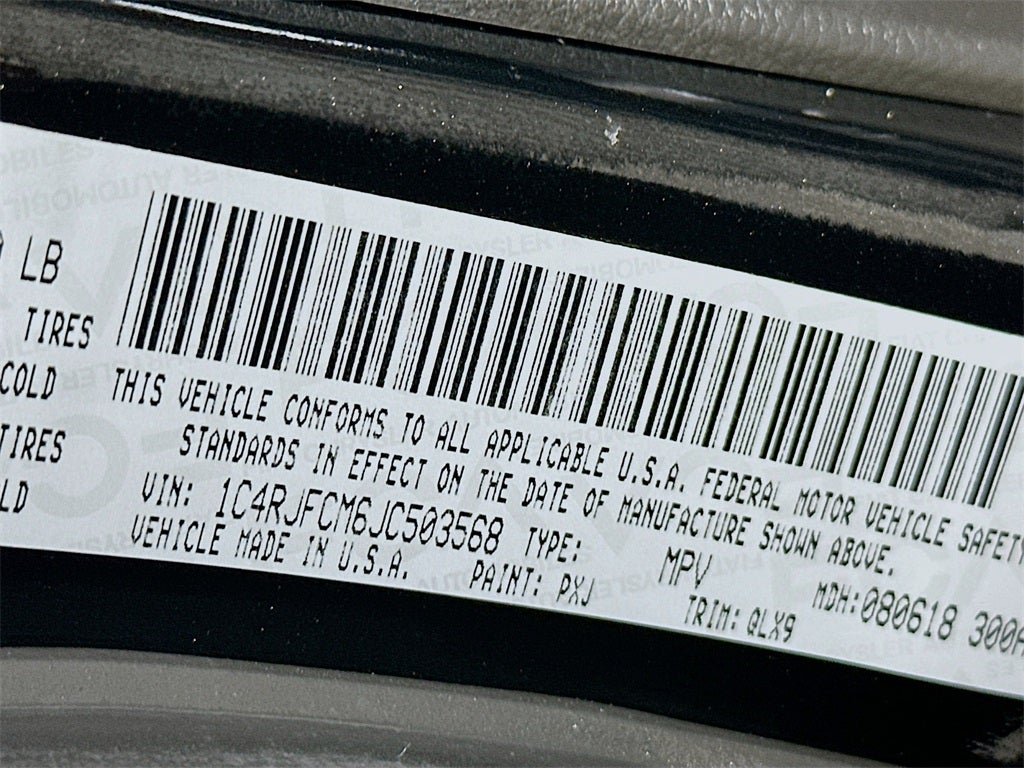 LB
TIRES
COLD
TIRES
THIS VEHICLE CONFORMS TO ALL APPLICABLE U.S.A. FEDERAL MOTOR VEHICLE SAFETY
STANDARDS IN EFFECT ON THE DATE OF MANUFACTURE SHOWN ABOVE.
VIN: 1C4RJFCM6JC503568 TYPE: MPV MDH:080618 300A
VEHICLE MADE IN U.S.A. PAINT: PXJ TRIM: QLX9